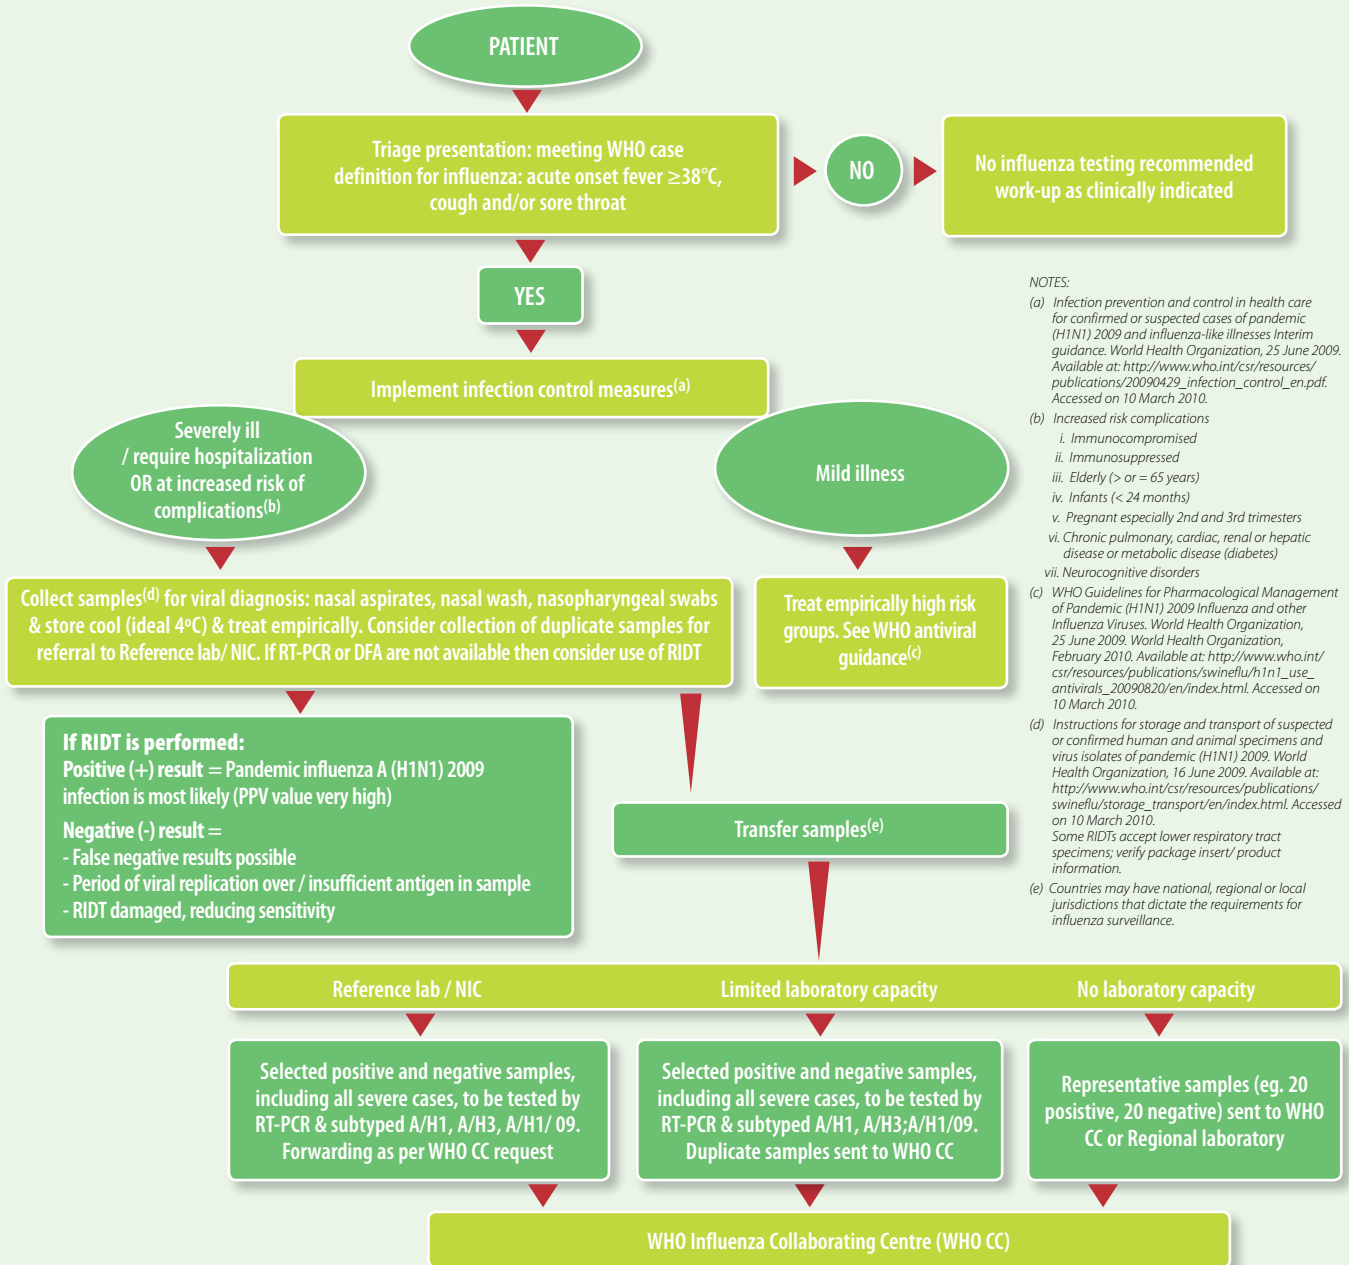 PATIENT
Triage presentation: meeting WHO case
definition for influenza: acute onset fever ≥38°C,
cough and/or sore throat
NO
No influenza testing recommended
work-up as clinically indicated
YES
Implement infection control measures(a)
Severely ill
/ require hospitalization
OR at increased risk of
complications(b)
Mild illness
Collect samples(d) for viral diagnosis: nasal aspirates, nasal wash, nasopharyngeal swabs
& store cool (ideal 4ºC) & treat empirically. Consider collection of duplicate samples for
referral to Reference lab/ NIC. If RT-PCR or DFA are not available then consider use of RIDT
Treat empirically high risk
groups. See WHO antiviral
guidance(c)
If RIDT is performed:
Positive (+) result = Pandemic influenza A (H1N1) 2009
infection is most likely (PPV value very high)
Negative (-) result =
- False negative results possible
- Period of viral replication over / insufficient antigen in sample
- RIDT damaged, reducing sensitivity
Transfer samples(e)
NOTES:
(a) Infection prevention and control in health care
for confirmed or suspected cases of pandemic
(H1N1) 2009 and influenza-like illnesses Interim
guidance. World Health Organization, 25 June 2009.
Available at: http://www.who.int/csr/resources/
publications/20090429_infection_control_en.pdf.
Accessed on 10 March 2010.
(b) Increased risk complications
i. Immunocompromised
ii. Immunosuppressed
iii. Elderly (> or = 65 years)
iv. Infants (< 24 months)
v. Pregnant especially 2nd and 3rd trimesters
vi. Chronic pulmonary, cardiac, renal or hepatic
disease or metabolic disease (diabetes)
vii. Neurocognitive disorders
(c) WHO Guidelines for Pharmacological Management
of Pandemic (H1N1) 2009 Influenza and other
Influenza Viruses. World Health Organization,
25 June 2009. World Health Organization,
February 2010. Available at: http://www.who.int/
csr/resources/publications/swineflu/h1n1_use_
antivirals_20090820/en/index.html. Accessed on
10 March 2010.
(d) Instructions for storage and transport of suspected
or confirmed human and animal specimens and
virus isolates of pandemic (H1N1) 2009. World
Health Organization, 16 June 2009. Available at:
http://www.who.int/csr/resources/publications/
swineflu/storage_transport/en/index.html. Accessed
on 10 March 2010.
Some RIDTs accept lower respiratory tract
specimens; verify package insert/ product
information.
(e) Countries may have national, regional or local
jurisdictions that dictate the requirements for
influenza surveillance.
Reference lab / NIC
Limited laboratory capacity
No laboratory capacity
Selected positive and negative samples,
including all severe cases, to be tested by
RT-PCR & subtyped A/H1, A/H3, A/H1/ 09.
Forwarding as per WHO CC request
Selected positive and negative samples,
including all severe cases, to be tested by
RT-PCR & subtyped A/H1, A/H3;A/H1/09.
Duplicate samples sent to WHO CC
Representative samples (eg. 20
posistive, 20 negative) sent to WHO
CC or Regional laboratory
WHO Influenza Collaborating Centre (WHO CC)